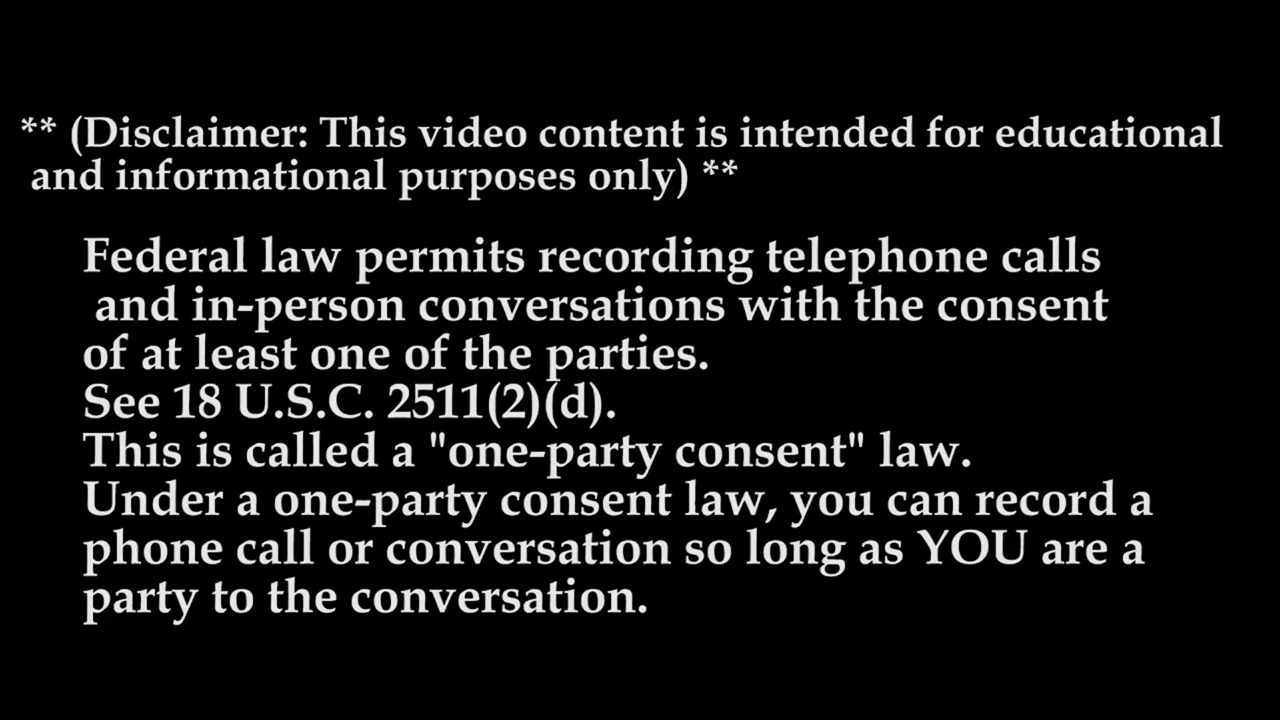 ** (Disclaimer: This video content is intended for educational
and informational purposes only) **
Federal law permits recording telephone calls
and in-person conversations with the consent
of at least one of the parties.
See 18 U.S.C. 2511(2)(d).
This is called a "one-party consent" law.
Under a one-party consent law, you can record a
phone call or conversation so long as YOU are a
party to the conversation.